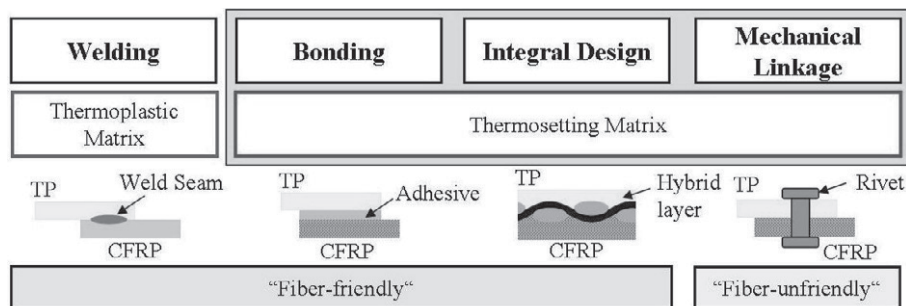 Welding
Bonding
Integral Design
Mechanical
Linkage
Thermoplastic
Matrix
Thermosetting Matrix
TP
Weld Seam
CFRP
TP
Adhesive
CFRP
TP
Hybrid
layer
CFRP
TP
Rivet
CFRP
"Fiber-friendly“
"Fiber-unfriendly“